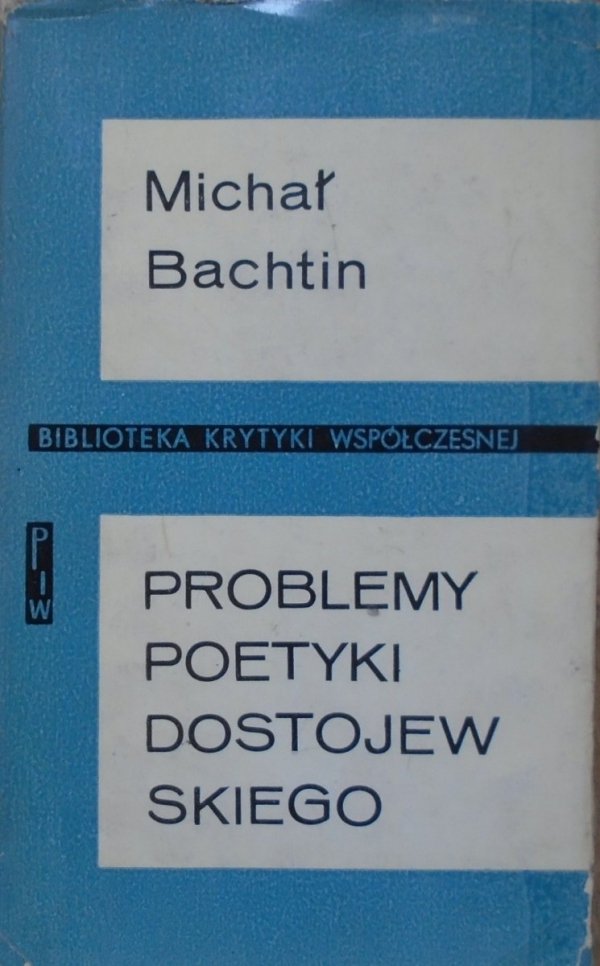 Michał
Bachtin
BIBLIOTEKA KRYTYKI WSPÓŁCZESNEJ
PIW
PROBLEMY
POETYKI
DOSTOJEW
SKIEGO